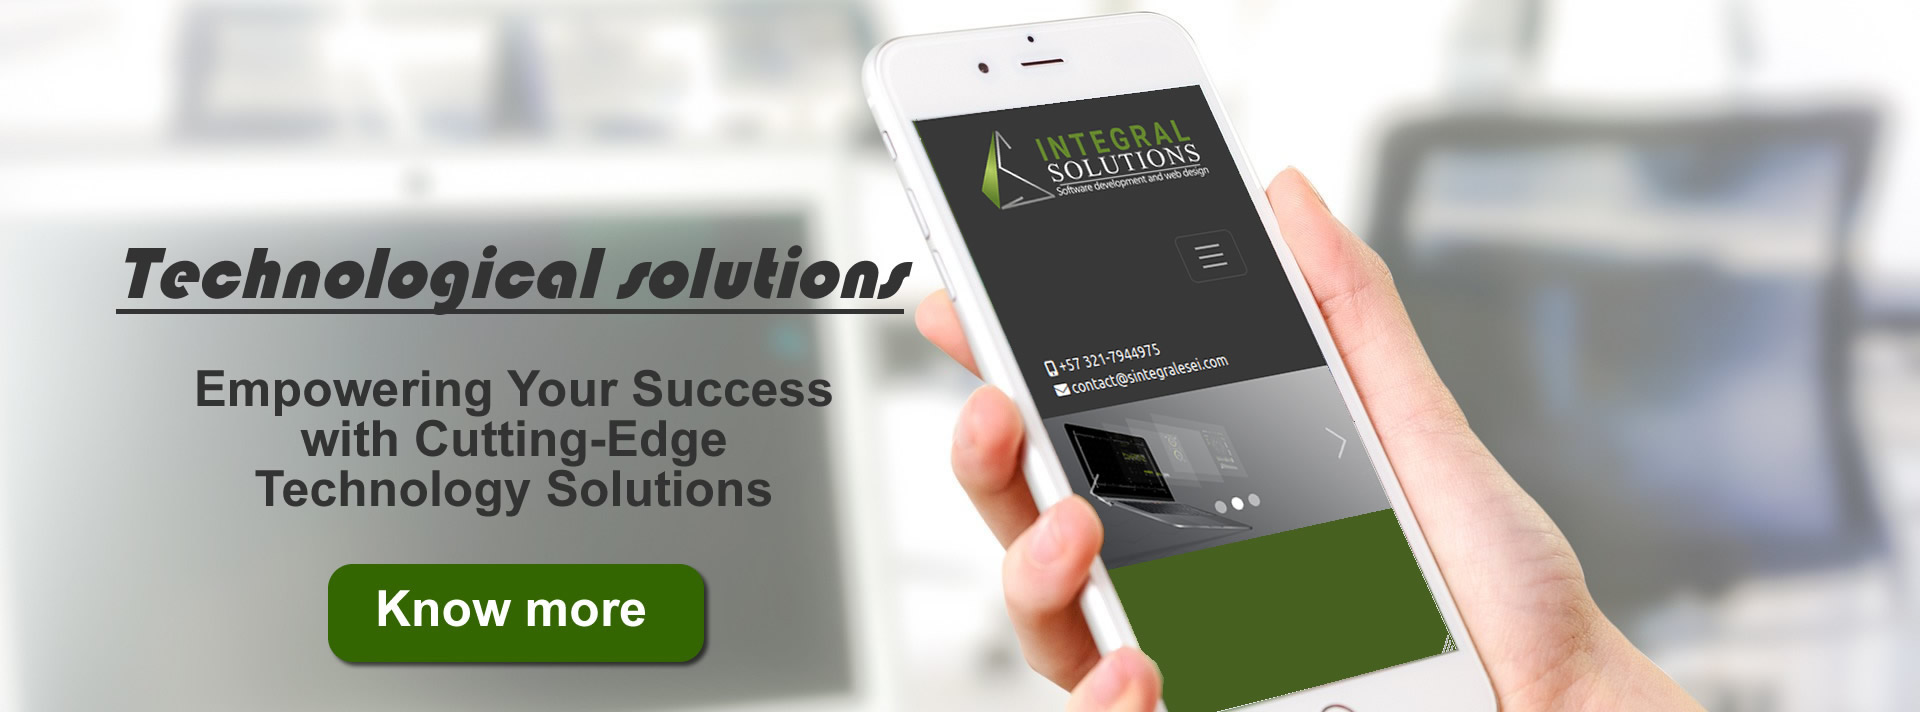 Technological solutions
Empowering Your Success
with Cutting-Edge
Technology Solutions
Know more
INTEGRAL
SOLUTIONS
Software development and web design
+57 321-7944975
contact@sintegralesei.com